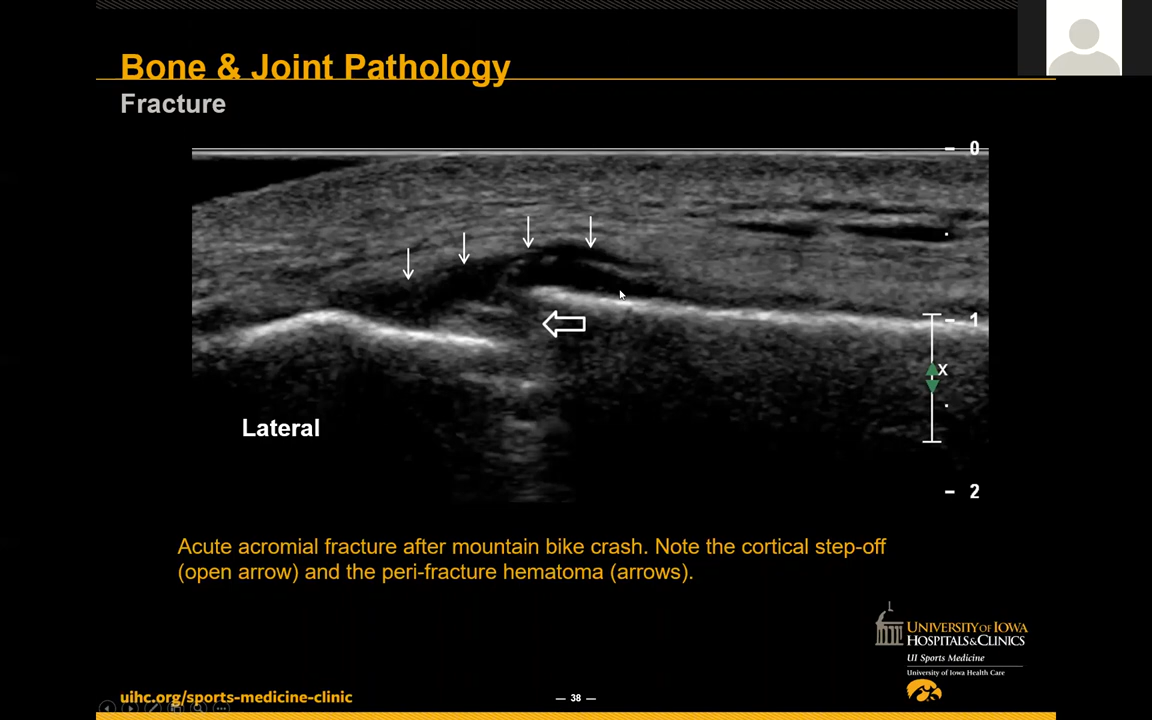 Bone & Joint Pathology
Fracture
0
1
X
Lateral
2
Acute acromial fracture after mountain bike crash. Note the cortical step-off
(open arrow) and the peri-fracture hematoma (arrows).
UNIVERSITY OF IOWA
HOSPITALS & CLINICS
UI Sports Medicine
University of Iowa Health Care
uihc.org/sports-medicine-clinic
— 38 —